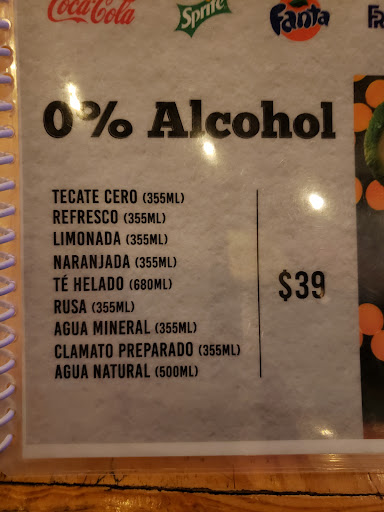 Coca-Cola Sprite Fanta
0% Alcohol
TECATE CERO (355ML)
REFRESCO (355ML)
LIMONADA (355ML)
NARANJADA (355ML)
TÉ HELADO (680ML)
RUSA (355ML)
AGUA MINERAL (355ML)
CLAMATO PREPARADO (355ML)
AGUA NATURAL (500ML)
$39